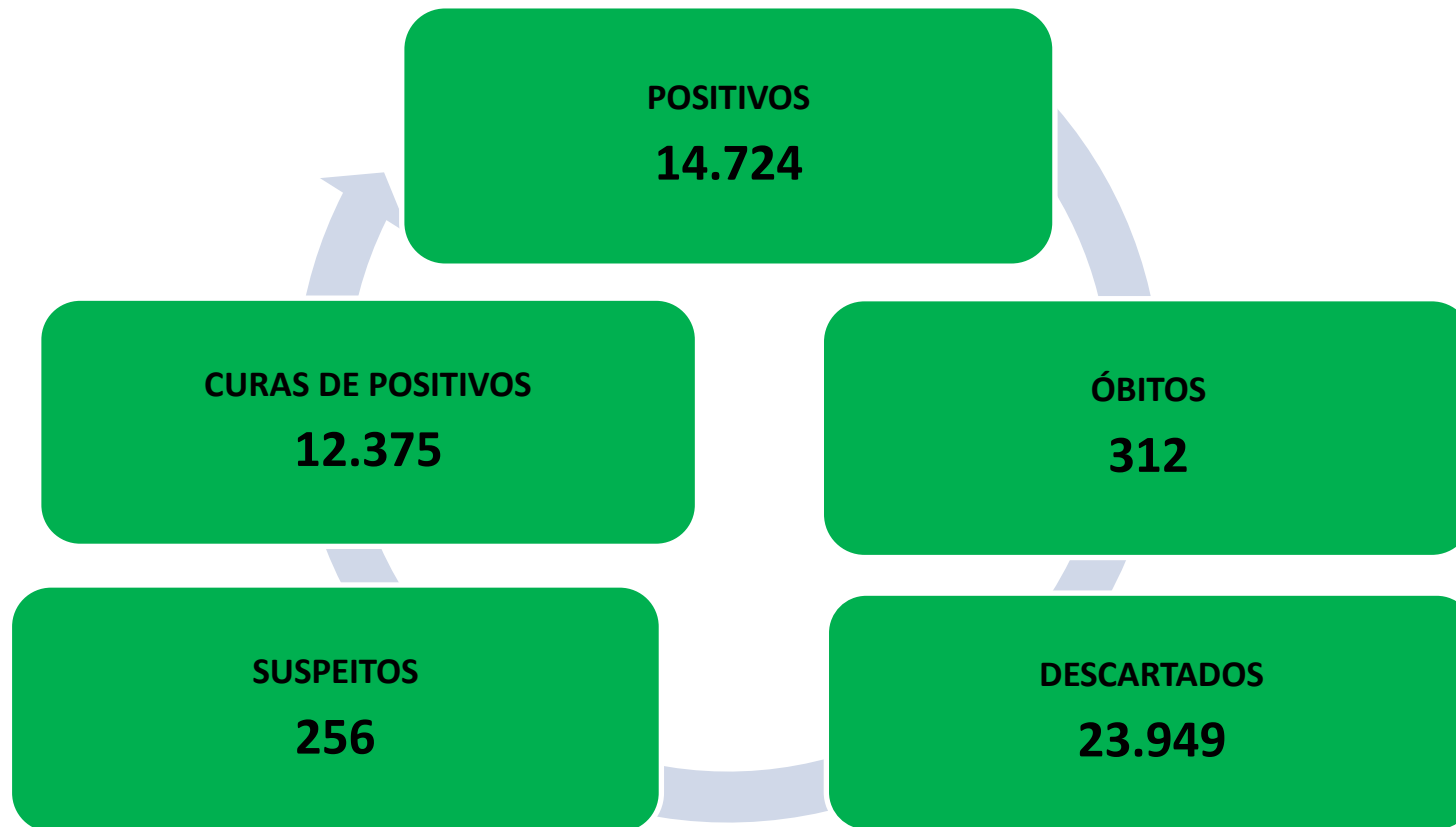 POSITIVOS
14.724
CURAS DE POSITIVOS
12.375
ÓBITOS
312
SUSPEITOS
256
DESCARTADOS
23.949